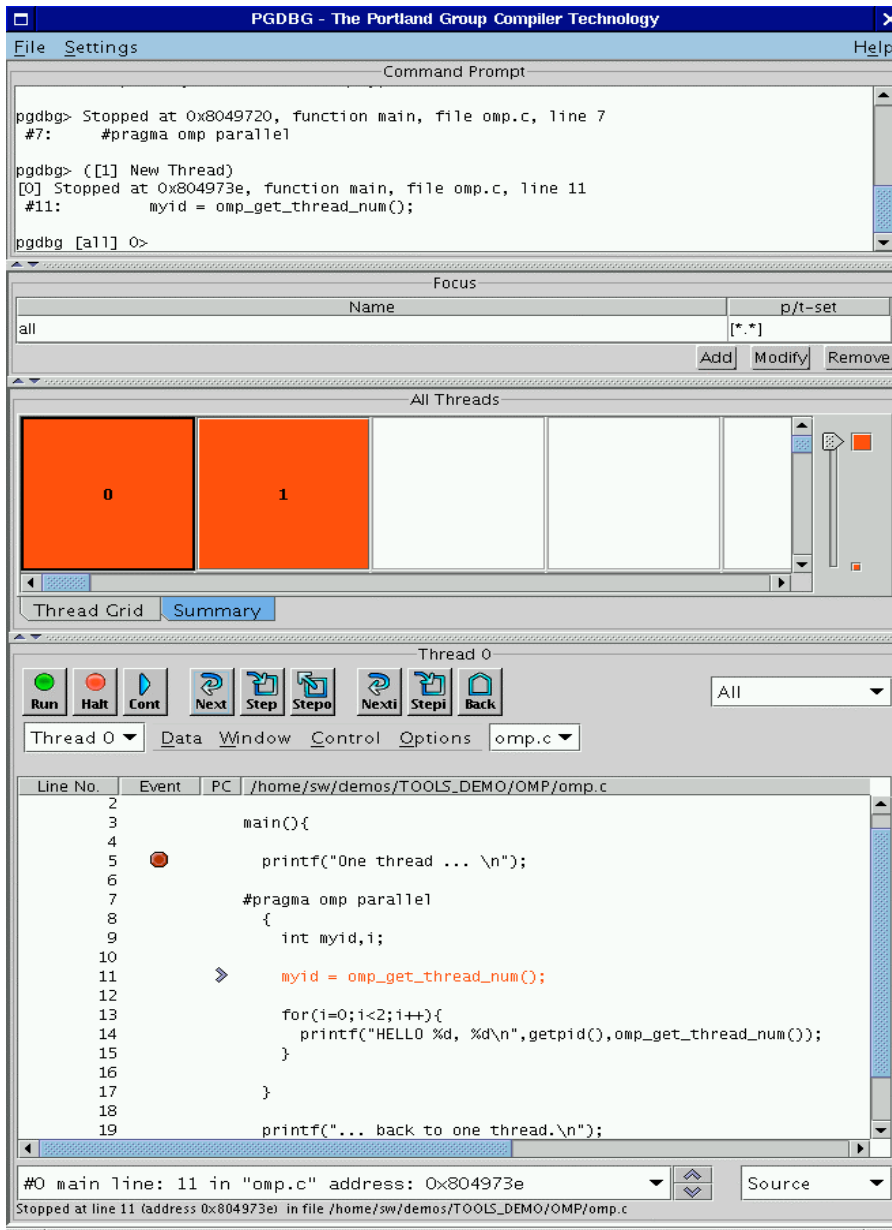 PGDBG - The Portland Group Compiler Technology
File Settings Help
Command Prompt
pgdbg> Stopped at 0x8049720, function main, file omp.c, line 7
#7: #pragma omp parallel
pgdbg> ([1] New Thread)
[0] Stopped at 0x804973e, function main, file omp.c, line 11
#11: myid = omp_get_thread_num();
pgdbg [all] 0>
Focus
Name p/t-set
all [*.*]
Add Modify Remove
All Threads
0 1
Thread Grid Summary
Thread 0
Run Halt Cont Next Step Stepo Nexti Stepi Back All
Thread 0 Data Window Control Options omp.c
Line No. Event PC /home/sw/demos/TOOLS_DEMO/OMP/omp.c
2
3 main(){
4
5 printf("One thread ... \n");
6
7 #pragma omp parallel
8 {
9 int myid,i;
10
11 myid = omp_get_thread_num();
12
13 for(i=0;i<2;i++){
14 printf("HELLO %d, %d\n",getpid(),omp_get_thread_num());
15 }
16
17 }
18
19 printf("... back to one thread.\n");
#0 main line: 11 in "omp.c" address: 0x804973e Source
Stopped at line 11 (address 0x804973e) in file /home/sw/demos/TOOLS_DEMO/OMP/omp.c